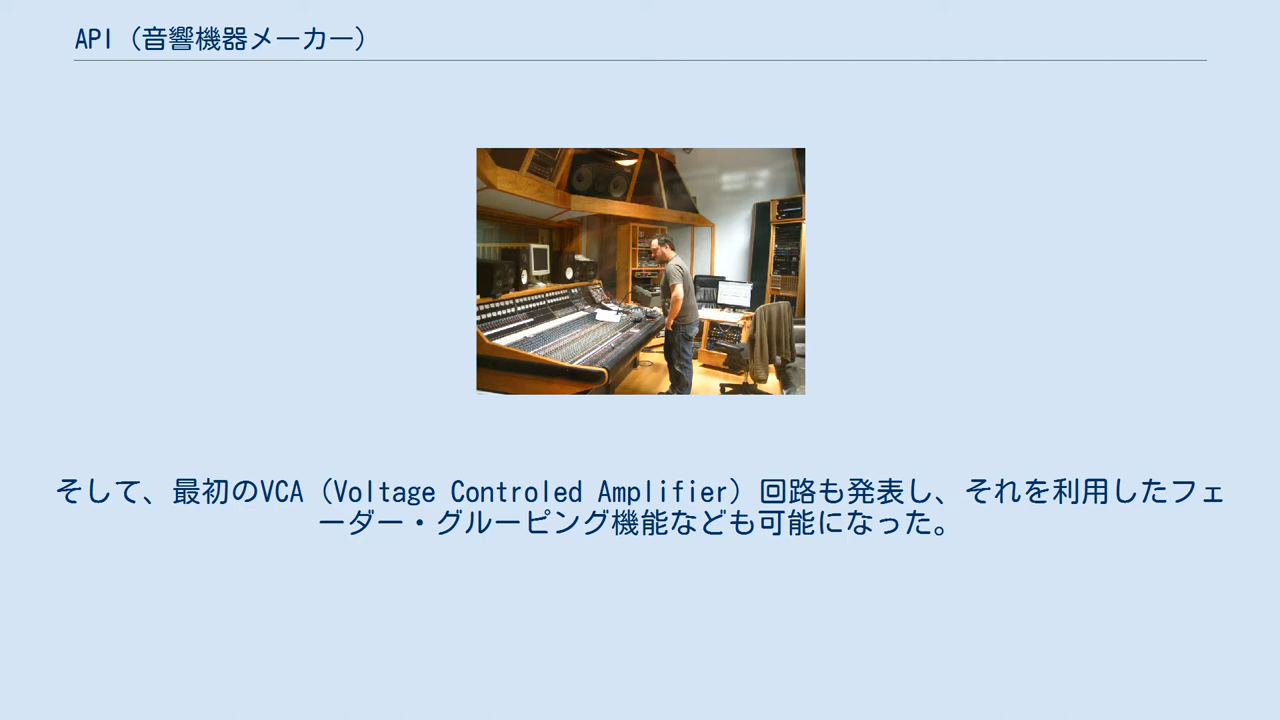 API（音響機器メーカー）
そして、最初のVCA（Voltage Controled Amplifier）回路も発表し、それを利用したフェ
ーダー・グルーピング機能なども可能になった。